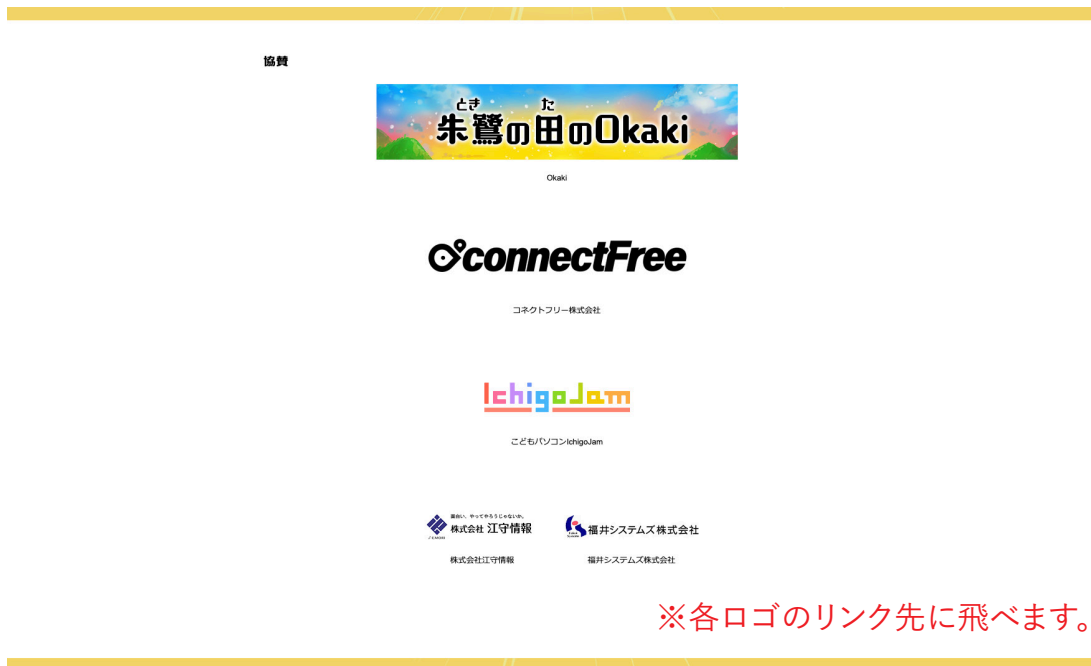 協賛
とき た
朱鷺の田のOkaki
Okaki
connectFree
コネクトフリー株式会社
IchigoJam
こどもパソコンIchigoJam
面白い、やってやろうじゃないか。
株式会社 江守情報
株式会社江守情報
福井システムズ株式会社
福井システムズ株式会社
※各ロゴのリンク先に飛べます。